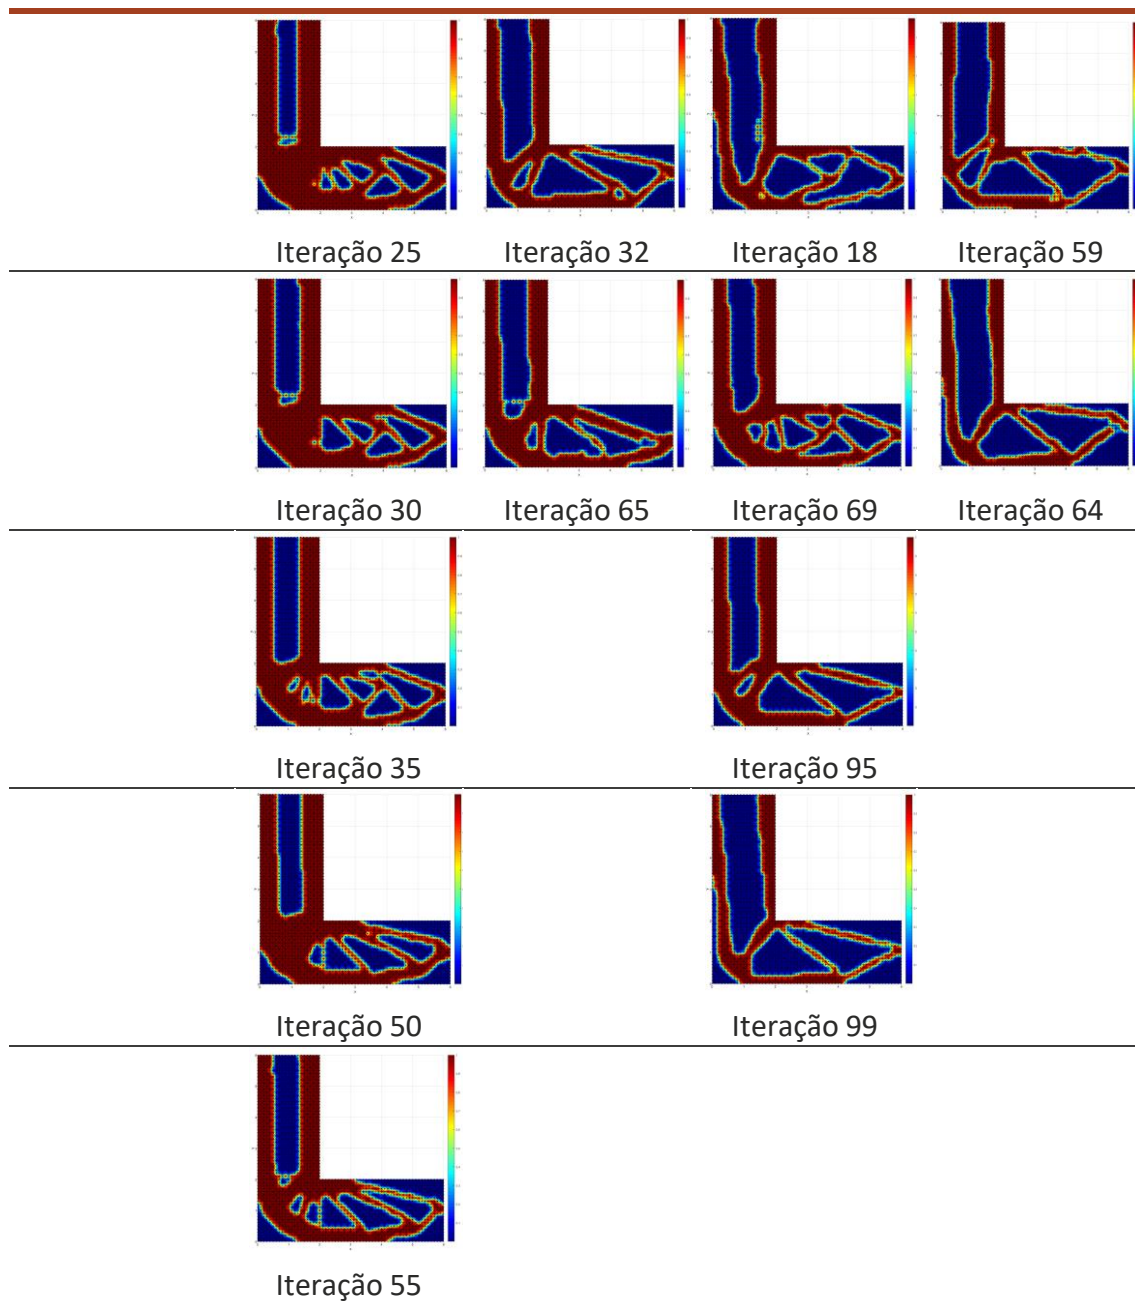 Iteração 25 Iteração 32 Iteração 18 Iteração 59
Iteração 30 Iteração 65 Iteração 69 Iteração 64
Iteração 35 Iteração 95
Iteração 50 Iteração 99
Iteração 55